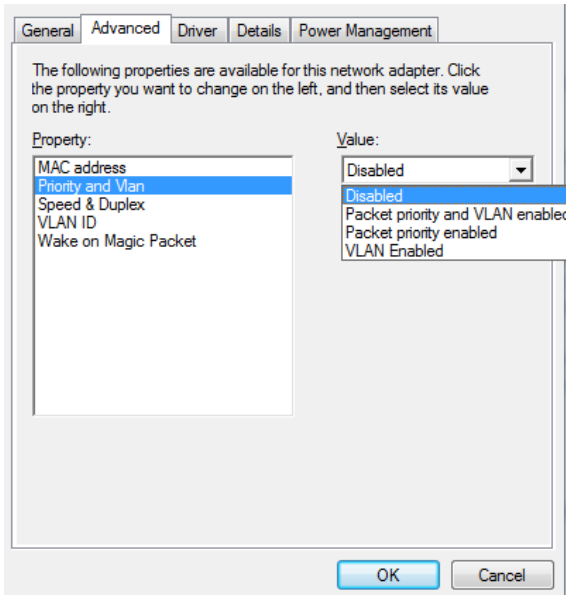 General Advanced Driver Details Power Management
The following properties are available for this network adapter. Click
the property you want to change on the left, and then select its value
on the right.
Property: Value:
MAC address
Priority and Vlan
Speed & Duplex
VLAN ID
Wake on Magic Packet
Disabled
Disabled
Packet priority and VLAN enabled
Packet priority enabled
VLAN Enabled
OK Cancel